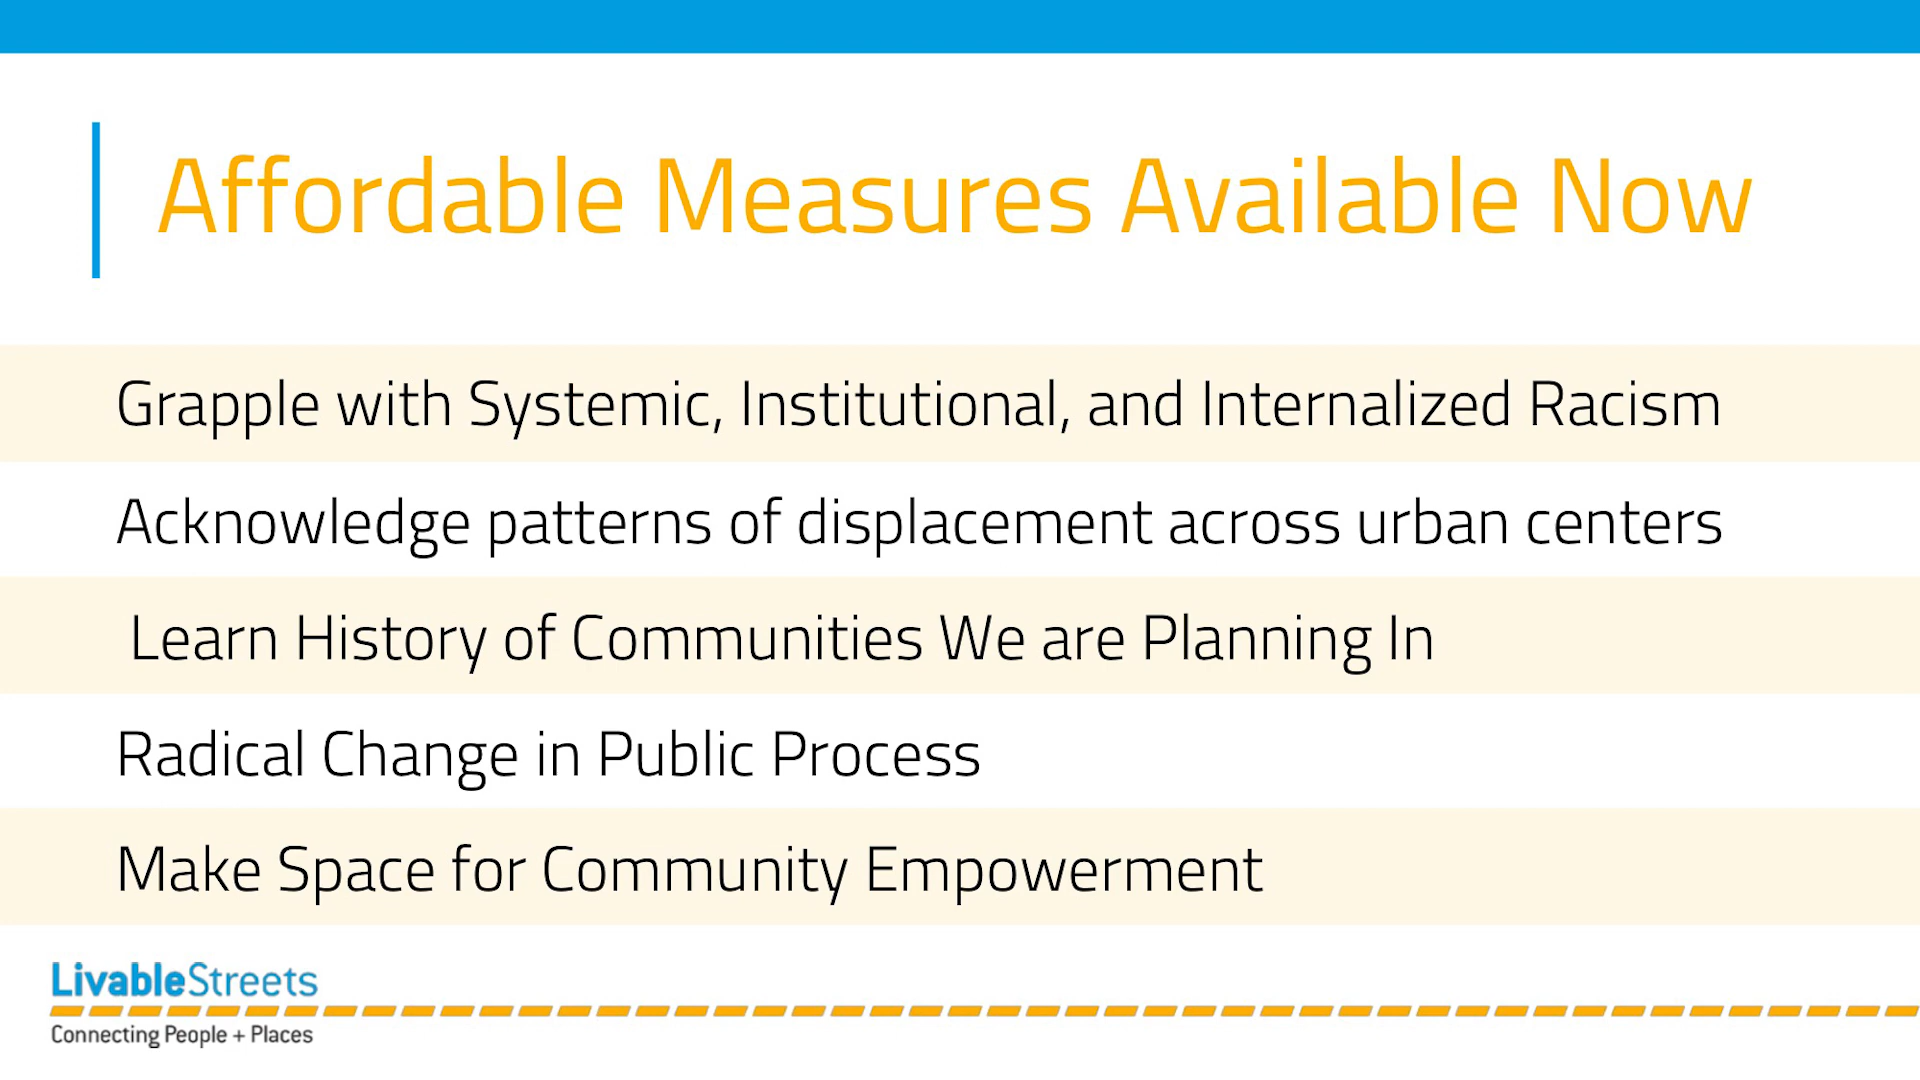 Affordable Measures Available Now
Grapple with Systemic, Institutional, and Internalized Racism
Acknowledge patterns of displacement across urban centers
Learn History of Communities We are Planning In
Radical Change in Public Process
Make Space for Community Empowerment
LivableStreets
Connecting People + Places